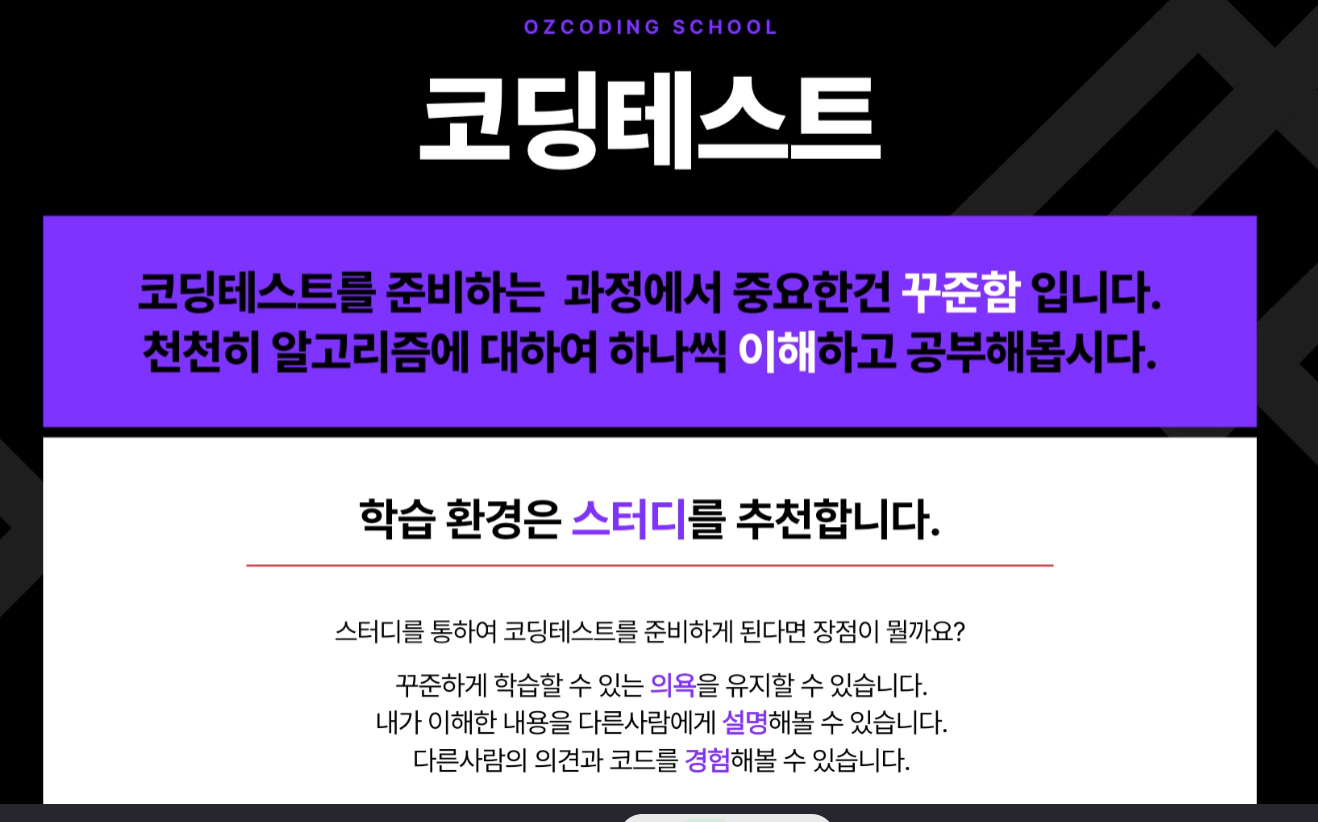 OZCODING SCHOOL
코딩테스트
코딩테스트를 준비하는 과정에서 중요한건 꾸준함 입니다.
천천히 알고리즘에 대하여 하나씩 이해하고 공부해봅시다.
학습 환경은 스터디를 추천합니다.
스터디를 통하여 코딩테스트를 준비하게 된다면 장점이 뭘까요?
꾸준하게 학습할 수 있는 의욕을 유지할 수 있습니다.
내가 이해한 내용을 다른사람에게 설명해볼 수 있습니다.
다른사람의 의견과 코드를 경험해볼 수 있습니다.